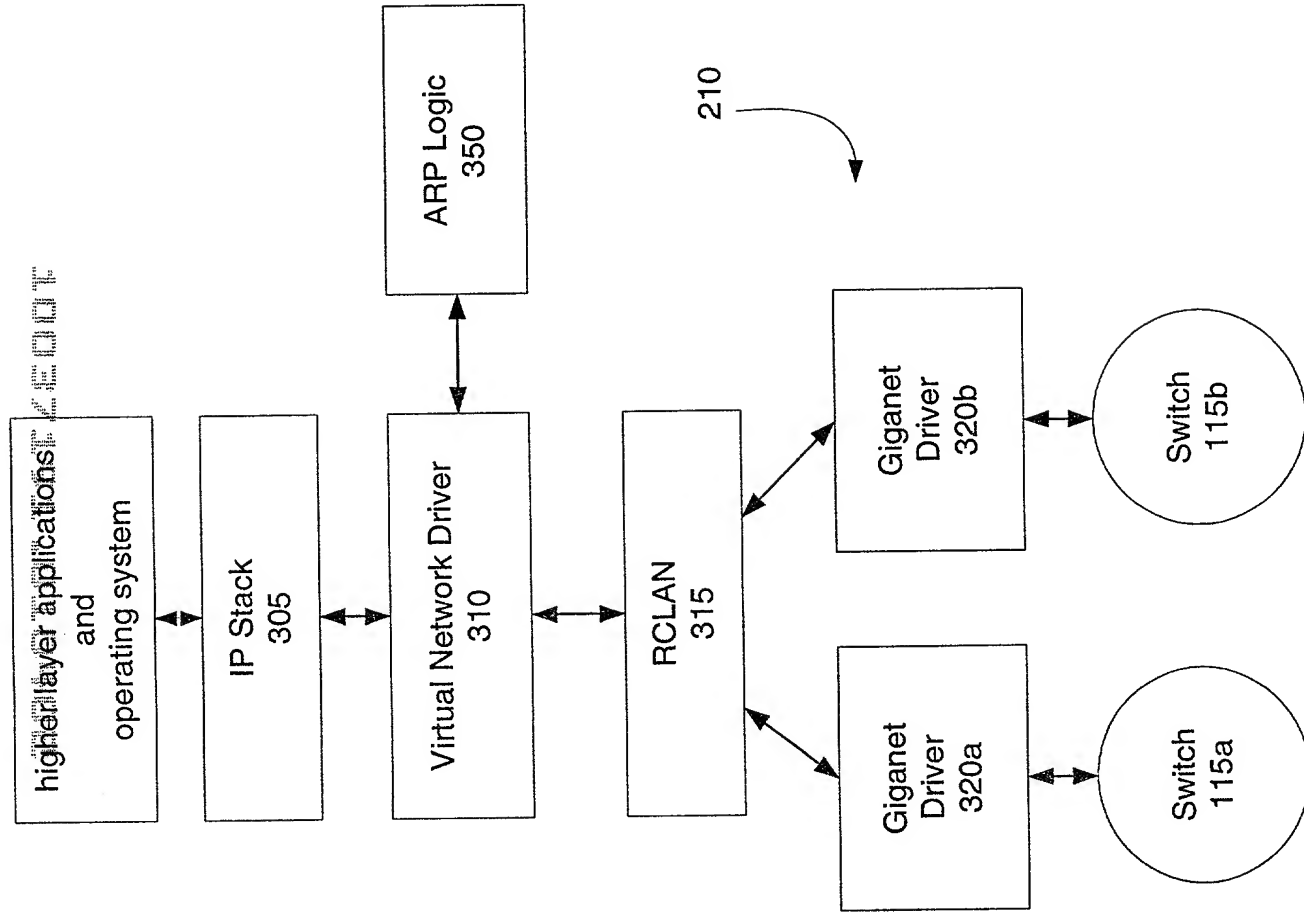 higher layer applications
and
operating system
IP Stack
305
Virtual Network Driver
310
ARP Logic
350
210
RCLAN
315
Giganet
Driver
320a
Giganet
Driver
320b
Switch
115a
Switch
115b